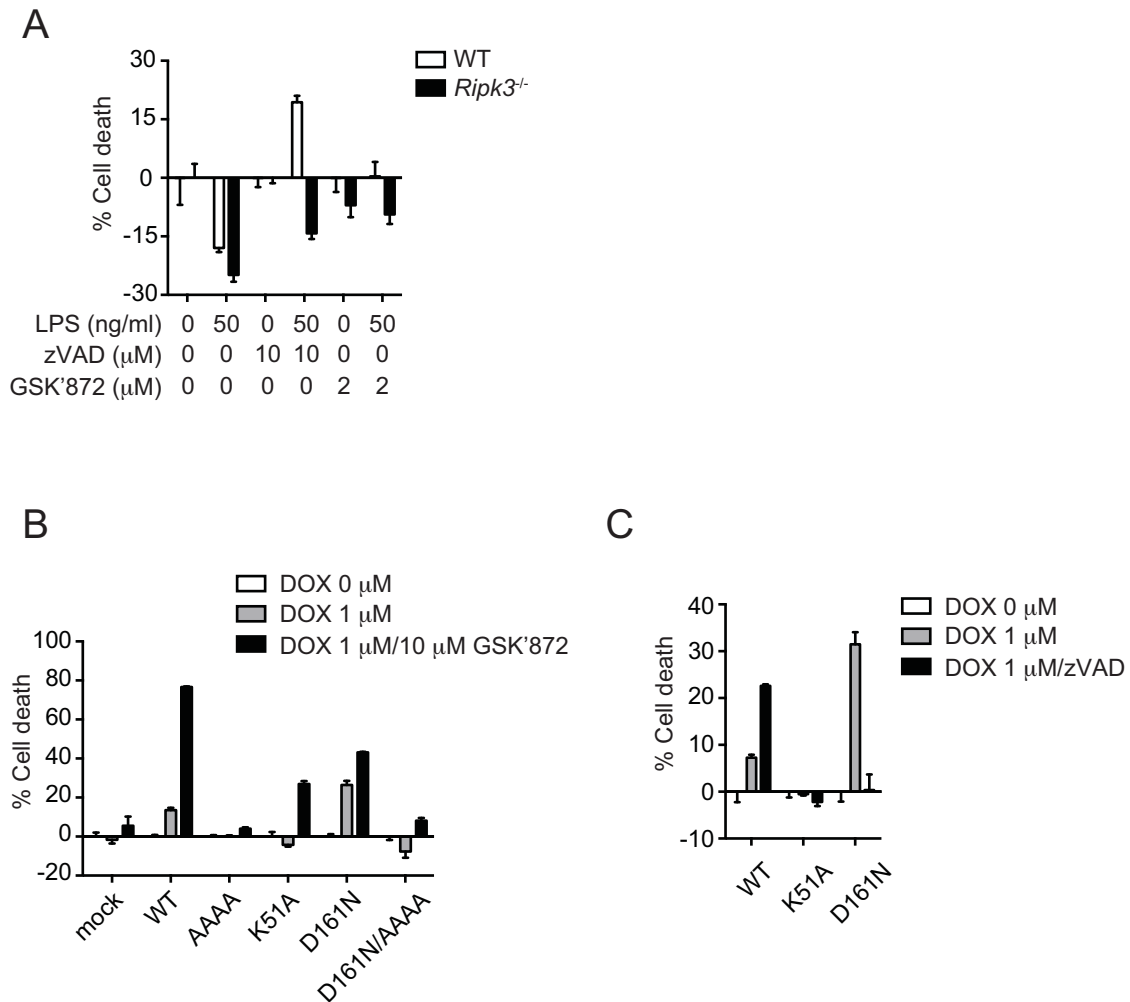 A
WT
Ripk3-/-
% Cell death
30
15
0
-15
-30
LPS (ng/ml) 0 50 0 50 0 50
zVAD (μM) 0 0 10 10 0 0
GSK'872 (μM) 0 0 0 0 2 2
B
DOX 0 μM
DOX 1 μM
DOX 1 μM/10 μM GSK'872
% Cell death
100
80
60
40
20
0
-20
mock WT AAAA K51A D161N D161N/AAAA
C
DOX 0 μM
DOX 1 μM
DOX 1 μM/zVAD
% Cell death
40
30
20
10
0
-10
WT K51A D161N